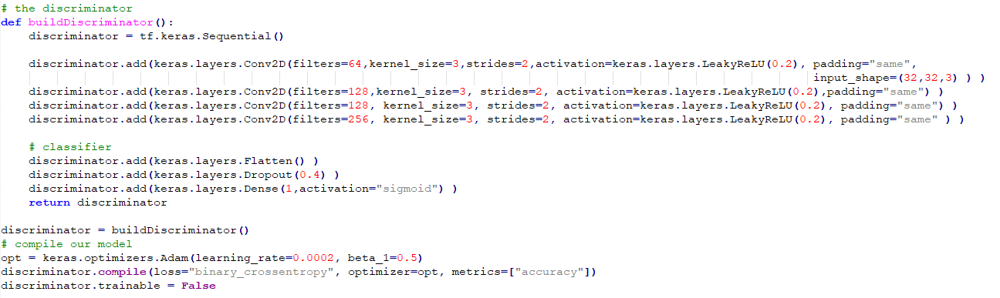 # the discriminator
def buildDiscriminator():
    discriminator = tf.keras.Sequential()
    discriminator.add(keras.layers.Conv2D(filters=64,kernel_size=3,strides=2,activation=keras.layers.LeakyReLU(0.2), padding="same",
                                                                                                                 input_shape=(32,32,3) ) )
    discriminator.add(keras.layers.Conv2D(filters=128,kernel_size=3, strides=2, activation=keras.layers.LeakyReLU(0.2),padding="same") )
    discriminator.add(keras.layers.Conv2D(filters=128, kernel_size=3, strides=2, activation=keras.layers.LeakyReLU(0.2), padding="same") )
    discriminator.add(keras.layers.Conv2D(filters=256, kernel_size=3, strides=2, activation=keras.layers.LeakyReLU(0.2), padding="same" ) )
    # classifier
    discriminator.add(keras.layers.Flatten() )
    discriminator.add(keras.layers.Dropout(0.4) )
    discriminator.add(keras.layers.Dense(1,activation="sigmoid") )
    return discriminator
discriminator = buildDiscriminator()
# compile our model
opt = keras.optimizers.Adam(learning_rate=0.0002, beta_1=0.5)
discriminator.compile(loss="binary_crossentropy", optimizer=opt, metrics=["accuracy"])
discriminator.trainable = False